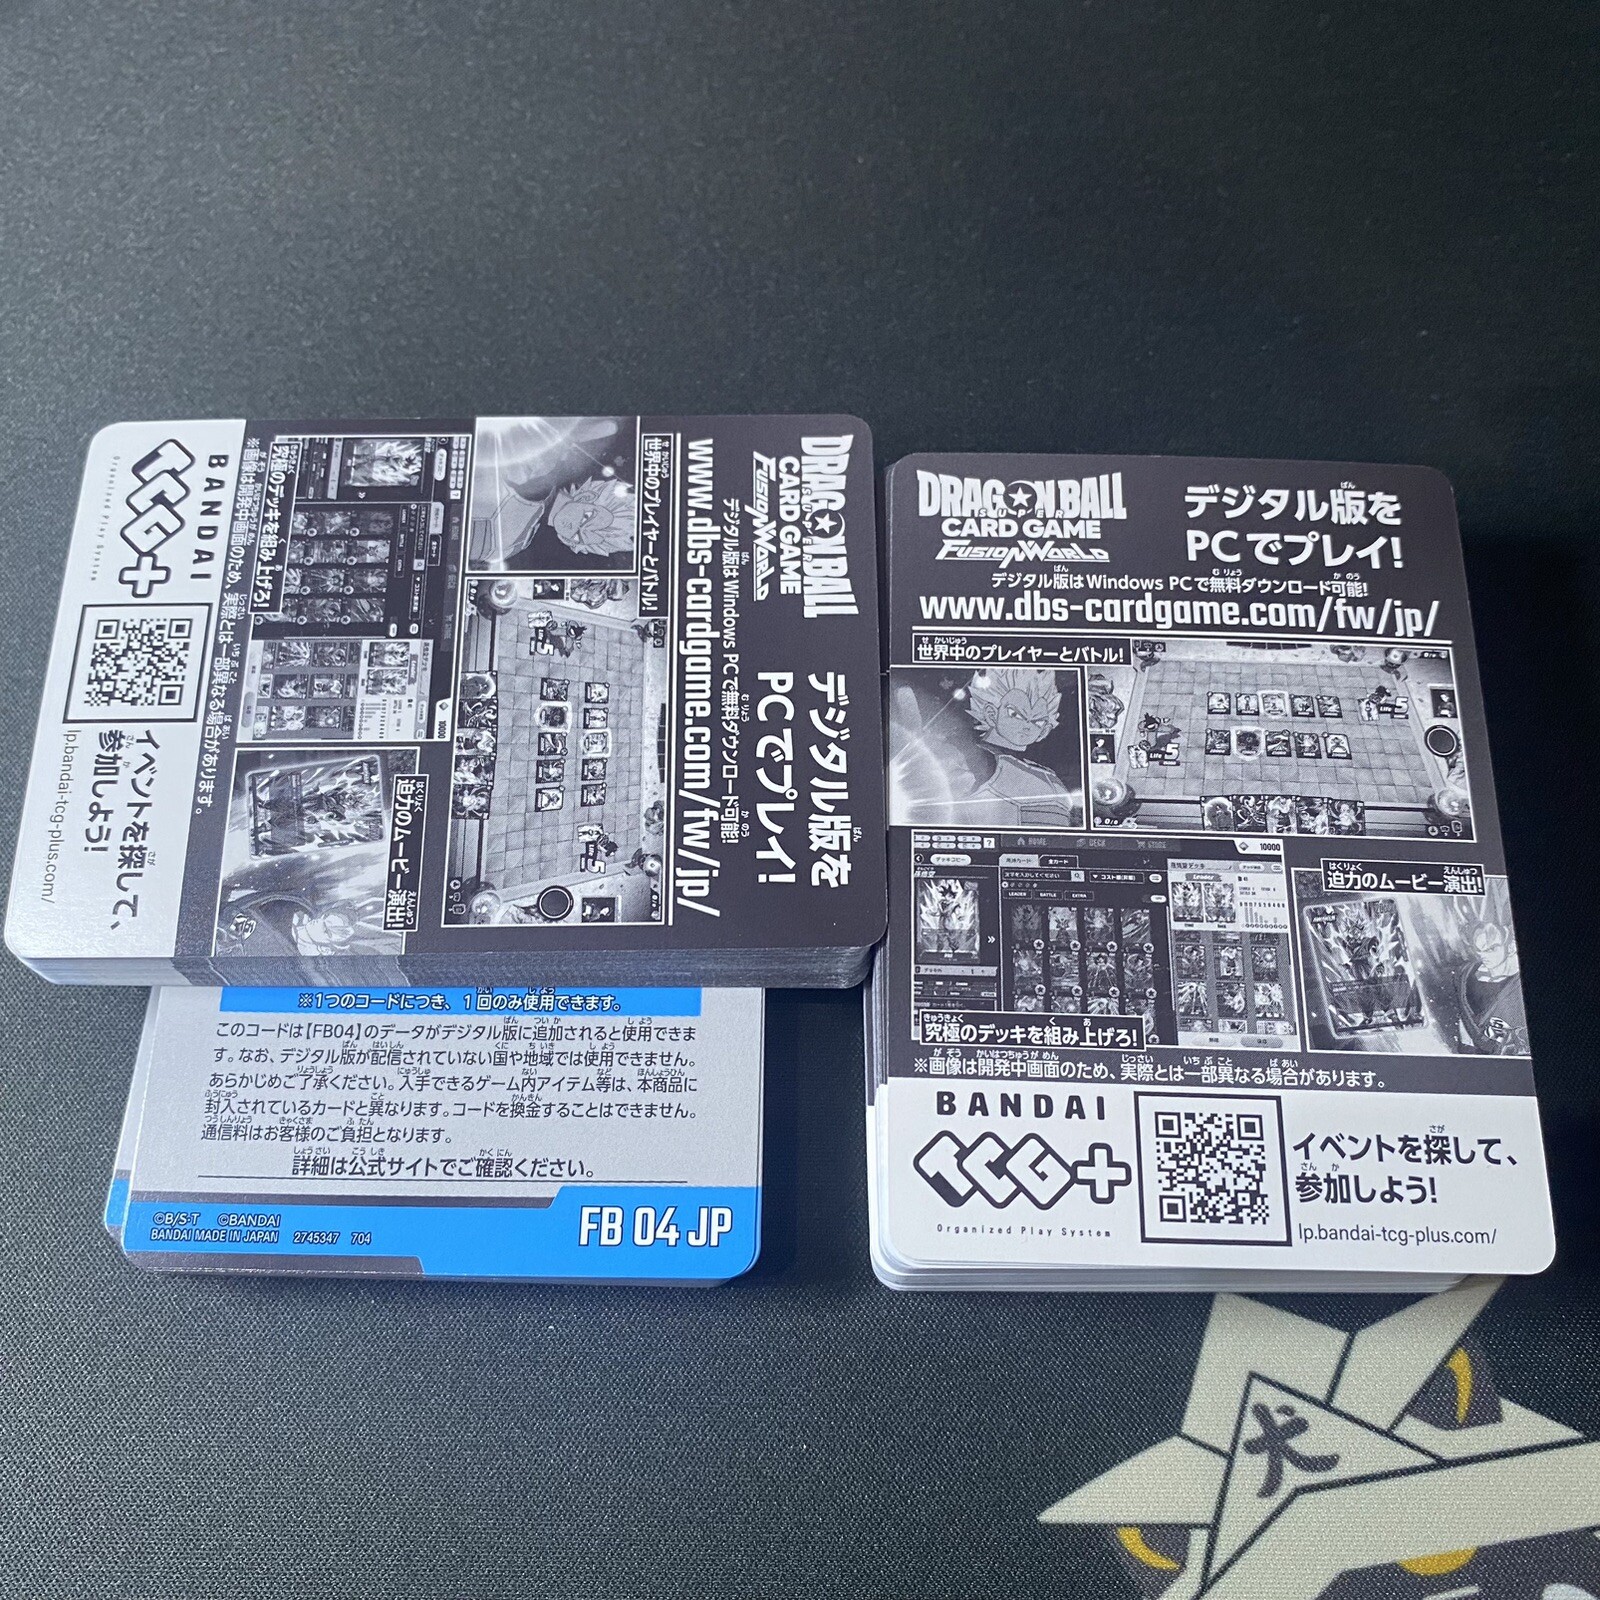 DRAGON BALL
SUPER
CARD GAME
FUSION WORLD
デジタル版を
PCでプレイ!
デジタル版はWindows PCで無料ダウンロード可能!
www.dbs-cardgame.com/fw/jp/
世界中のプレイヤーとバトル!
究極のデッキを組み上げろ!
迫力のムービー演出!
※画像は開発中画面のため、実際とは一部異なる場合があります。
BANDAI
TCG+
Organized Play System
イベントを探して、
参加しよう!
lp.bandai-tcg-plus.com/
※1つのコードにつき、1回のみ使用できます。
このコードは【FB04】のデータがデジタル版に追加されると使用できま
す。なお、デジタル版が配信されていない国や地域では使用できません。
あらかじめご了承ください。入手できるゲーム内アイテム等は、本商品に
封入されているカードと異なります。コードを換金することはできません。
通信料はお客様のご負担となります。
詳細は公式サイトでご確認ください。
©B/S・T ©BANDAI
BANDAI MADE IN JAPAN 2745347 704
FB 04 JP
DRAGON BALL
SUPER
CARD GAME
FUSION WORLD
デジタル版を
PCでプレイ!
デジタル版はWindows PCで無料ダウンロード可能!
www.dbs-cardgame.com/fw/jp/
世界中のプレイヤーとバトル!
Life 5
Life 5
HOME DECK STORE
10000
Leader
究極のデッキを組み上げろ!
迫力のムービー演出!
※画像は開発中画面のため、実際とは一部異なる場合があります。
BANDAI
TCG+
Organized Play System
イベントを探して、
参加しよう!
lp.bandai-tcg-plus.com/
犬